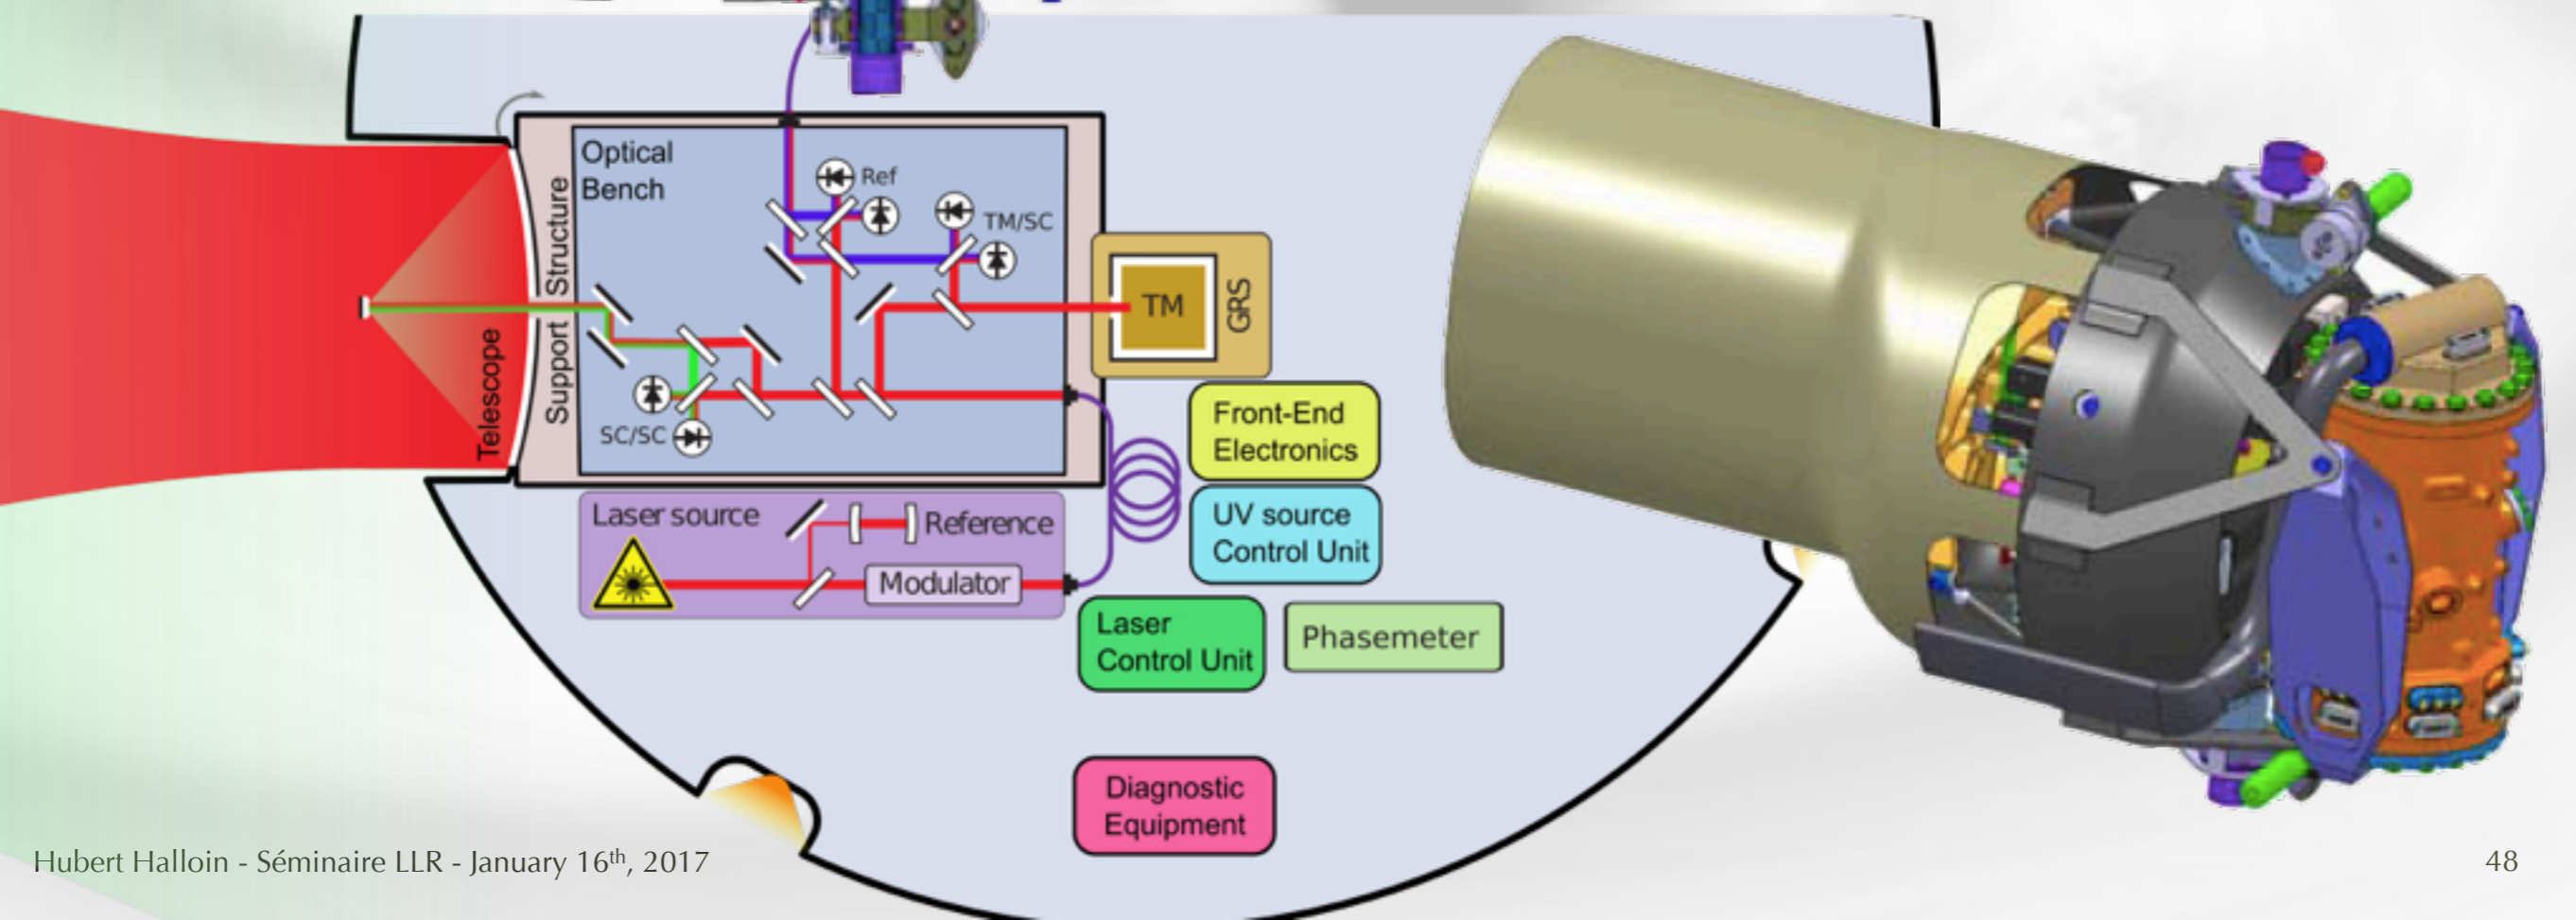 Optical
Bench
Ref
TM/SC
Support Structure
Telescope
SC/SC
TM
GRS
Front-End
Electronics
UV source
Control Unit
Laser source
Reference
Modulator
Laser
Control Unit
Phasemeter
Diagnostic
Equipment
Hubert Halloin - Séminaire LLR - January 16th, 2017
48